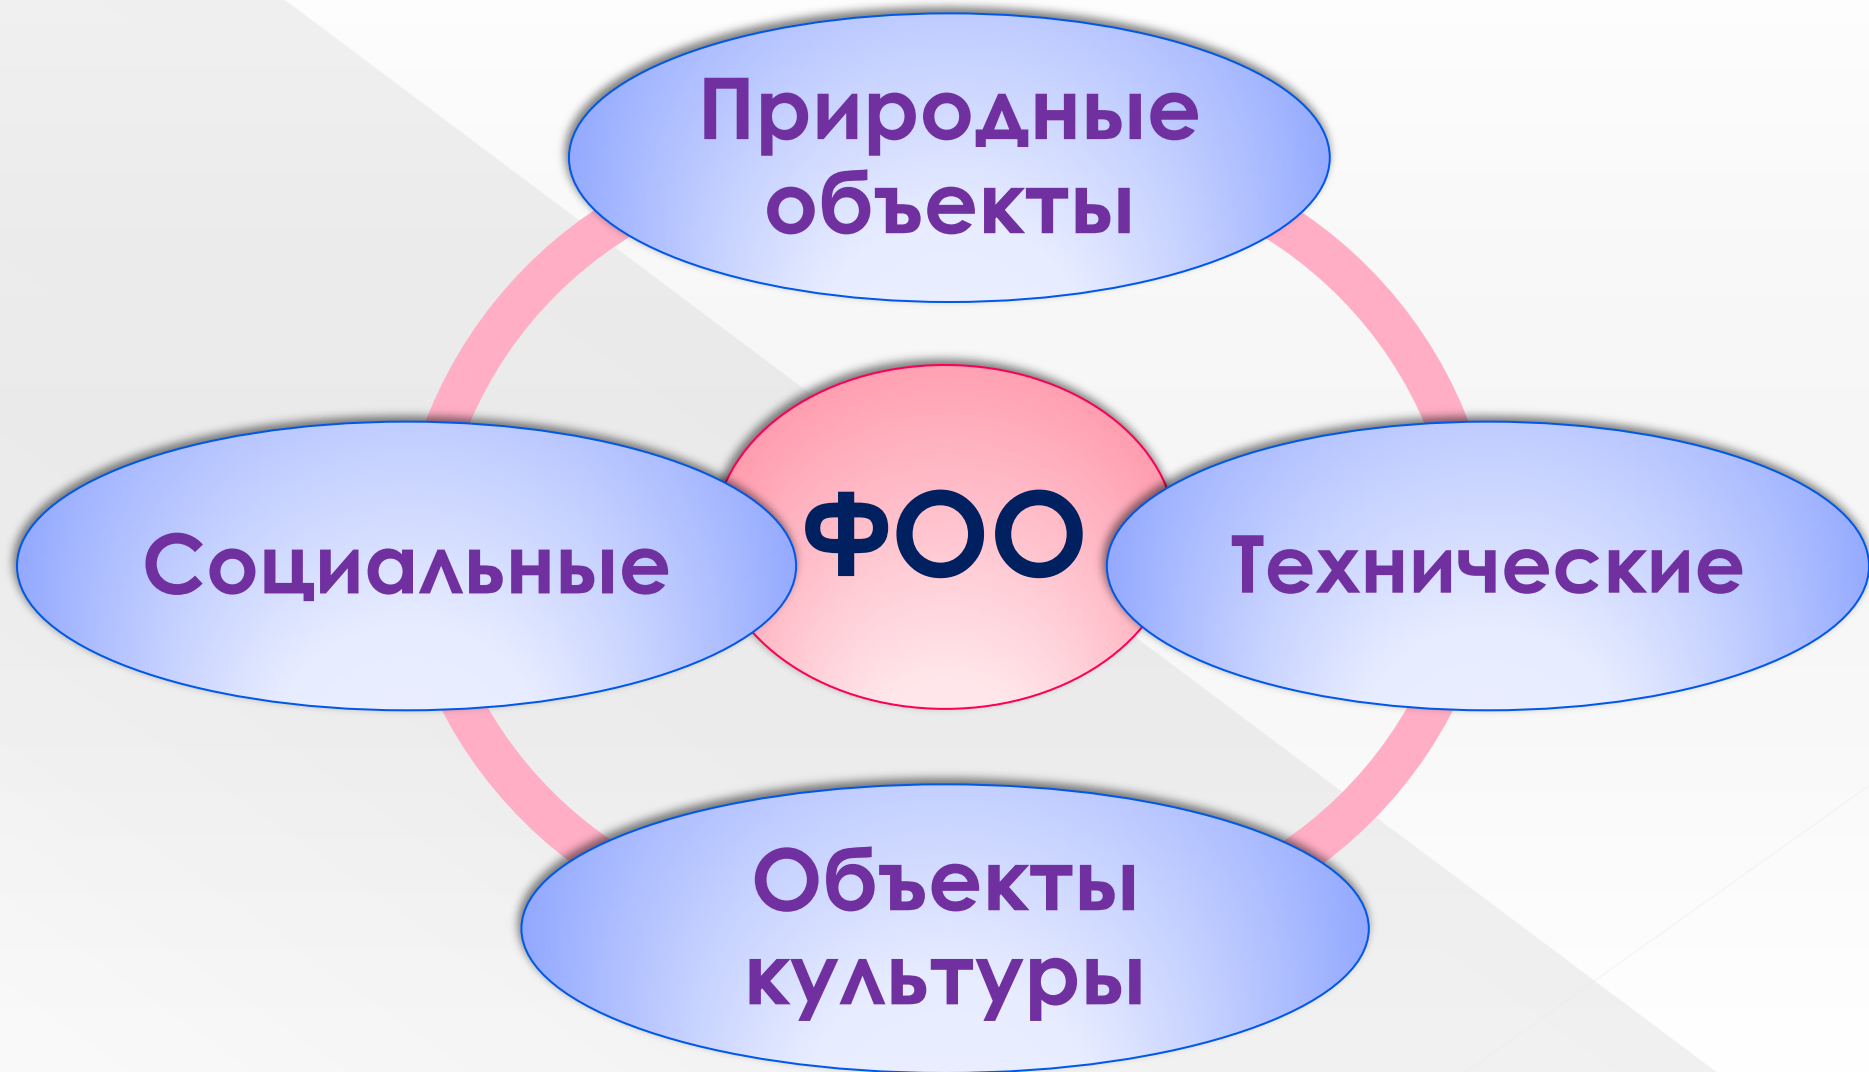 Природные
объекты
Социальные
ФОО
Технические
Объекты
культуры